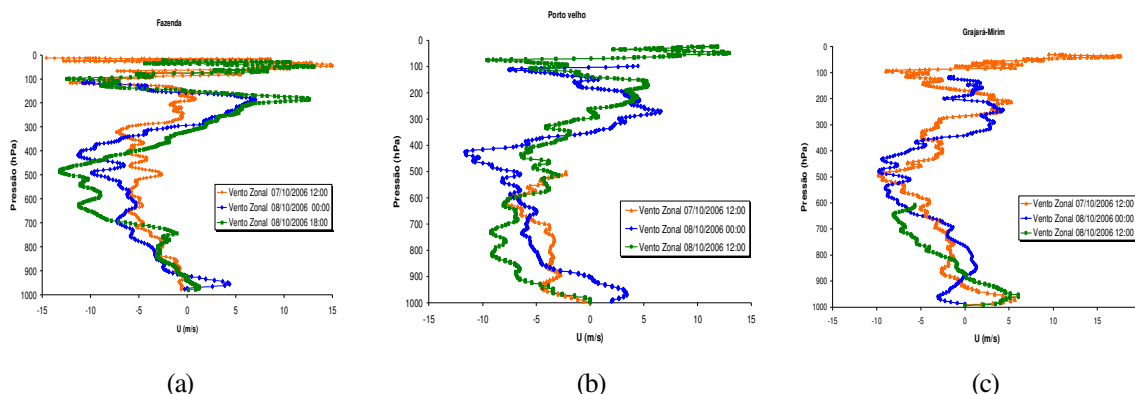 Fazenda
Pressão (hPa)
0
100
200
300
400
500
600
700
800
900
1000
Vento Zonal 07/10/2006 12:00
Vento Zonal 08/10/2006 00:00
Vento Zonal 08/10/2006 18:00
-15 -10 -5 0 5 10 15
U (m/s)
(a)
Porto velho
Pressão (hPa)
0
100
200
300
400
500
600
700
800
900
1000
Vento Zonal 07/10/2006 12:00
Vento Zonal 08/10/2006 00:00
Vento Zonal 08/10/2006 12:00
-15 -10 -5 0 5 10 15
U (m/s)
(b)
Grajará-Mirim
Pressão (hPa)
0
100
200
300
400
500
600
700
800
900
1000
Vento Zonal 07/10/2006 12:00
Vento Zonal 08/10/2006 00:00
Vento Zonal 08/10/2006 12:00
-15 -10 -5 0 5 10 15
U (m/s)
(c)